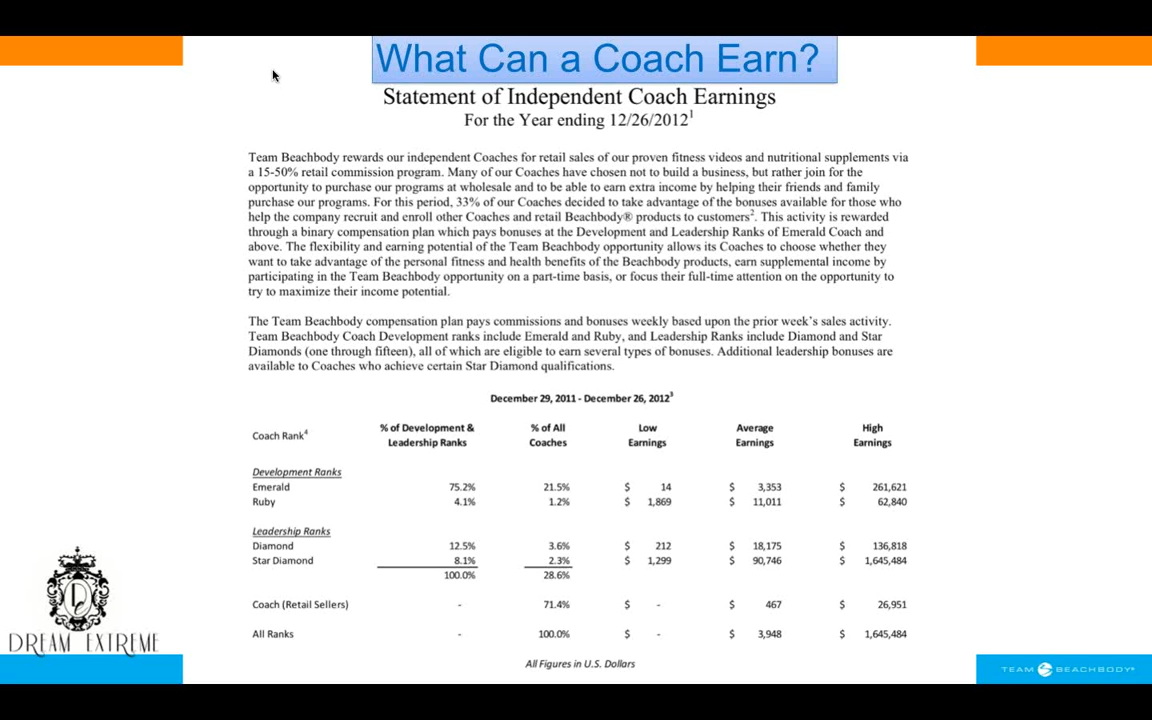 What Can a Coach Earn?
Statement of Independent Coach Earnings
For the Year ending 12/26/2012¹
Team Beachbody rewards our independent Coaches for retail sales of our proven fitness videos and nutritional supplements via
a 15-50% retail commission program. Many of our Coaches have chosen not to build a business, but rather join for the
opportunity to purchase our programs at wholesale and to be able to earn extra income by helping their friends and family
purchase our programs. For this period, 33% of our Coaches decided to take advantage of the bonuses available for those who
help the company recruit and enroll other Coaches and retail Beachbody® products to customers². This activity is rewarded
through a binary compensation plan which pays bonuses at the Development and Leadership Ranks of Emerald Coach and
above. The flexibility and earning potential of the Team Beachbody opportunity allows its Coaches to choose whether they
want to take advantage of the personal fitness and health benefits of the Beachbody products, earn supplemental income by
participating in the Team Beachbody opportunity on a part-time basis, or focus their full-time attention on the opportunity to
try to maximize their income potential.
The Team Beachbody compensation plan pays commissions and bonuses weekly based upon the prior week's sales activity.
Team Beachbody Coach Development ranks include Emerald and Ruby, and Leadership Ranks include Diamond and Star
Diamonds (one through fifteen), all of which are eligible to earn several types of bonuses. Additional leadership bonuses are
available to Coaches who achieve certain Star Diamond qualifications.
December 29, 2011 - December 26, 2012³
Coach Rank⁴ % of Development & Leadership Ranks % of All Coaches Low Earnings Average Earnings High Earnings
Development Ranks
Emerald 75.2% 21.5% $ 14 $ 3,353 $ 261,621
Ruby 4.1% 1.2% $ 1,869 $ 11,011 $ 62,840
Leadership Ranks
Diamond 12.5% 3.6% $ 212 $ 18,175 $ 136,818
Star Diamond 8.1% 2.3% $ 1,299 $ 90,746 $ 1,645,484
100.0% 28.6%
Coach (Retail Sellers) - 71.4% $ - $ 467 $ 26,951
All Ranks - 100.0% $ - $ 3,948 $ 1,645,484
All Figures in U.S. Dollars
D
DREAM EXTREME
TEAM BEACHBODY®